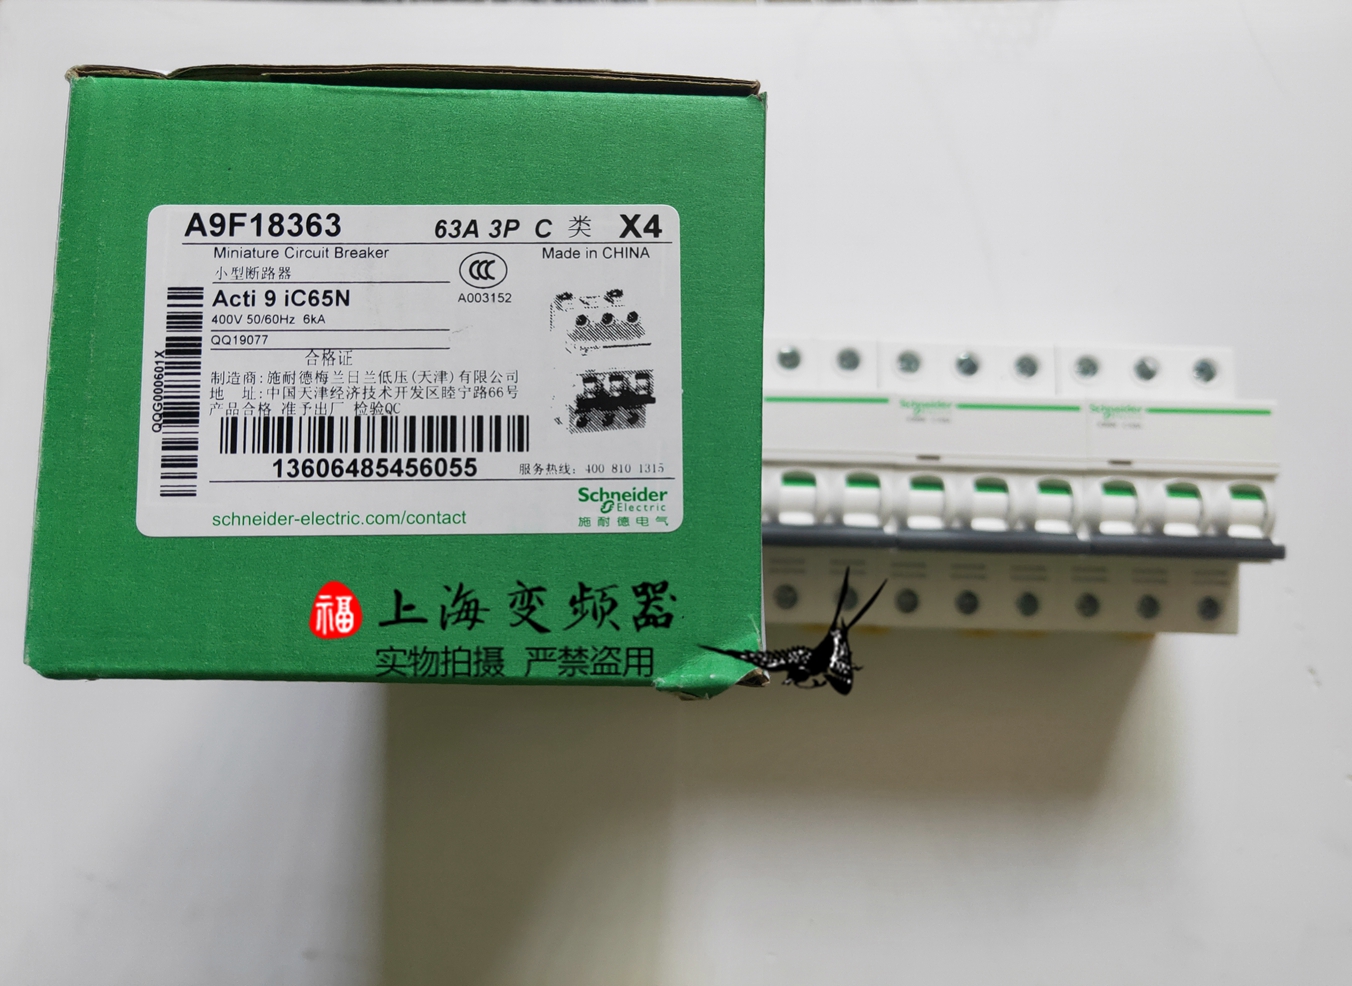 A9F18363 63A 3P C 类 X4
Miniature Circuit Breaker Made in CHINA
小型断路器
CCC
A003152
Acti 9 iC65N
400V 50/60Hz 6kA
QQ19077
合格证
制造商:施耐德梅兰日兰低压(天津)有限公司
地 址:中国天津经济技术开发区睦宁路66号
产品合格 准予出厂 检验QC
QQG000601X
13606485456055
服务热线: 400 810 1315
Schneider
Electric
施耐德电气
schneider-electric.com/contact
Schneider
Schneider
福 上海变频器
实物拍摄 严禁盗用